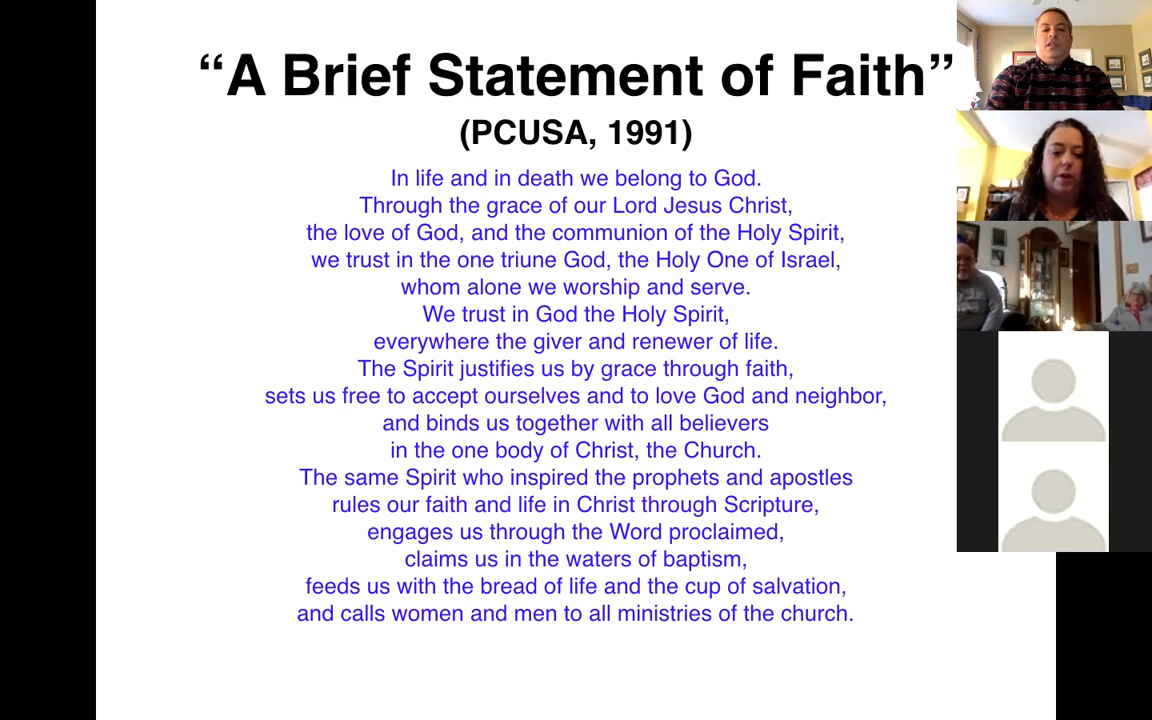 “A Brief Statement of Faith”
(PCUSA, 1991)
In life and in death we belong to God.
Through the grace of our Lord Jesus Christ,
the love of God, and the communion of the Holy Spirit,
we trust in the one triune God, the Holy One of Israel,
whom alone we worship and serve.
We trust in God the Holy Spirit,
everywhere the giver and renewer of life.
The Spirit justifies us by grace through faith,
sets us free to accept ourselves and to love God and neighbor,
and binds us together with all believers
in the one body of Christ, the Church.
The same Spirit who inspired the prophets and apostles
rules our faith and life in Christ through Scripture,
engages us through the Word proclaimed,
claims us in the waters of baptism,
feeds us with the bread of life and the cup of salvation,
and calls women and men to all ministries of the church.